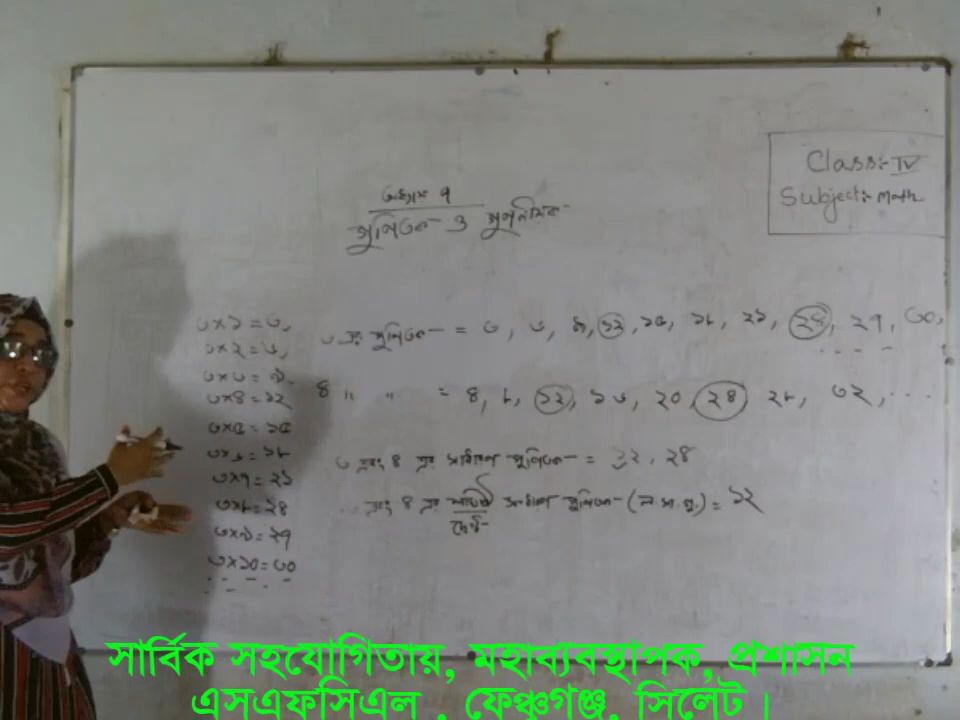 Class:- IV
Subject:- Math
অধ্যায় ৭
গুণিতক ও গুণনীয়ক
৩×১=৩,
৩×২=৬,
৩×৩=৯
৩×৪=১২
৩×৫=১৫
৩×৬=১৮
৩×৭=২১
৩×৮=২৪
৩×৯=২৭
৩×১০=৩০
৩ এর গুণিতক = ৩, ৬, ৯, ১২, ১৫, ১৮, ২১, ২৪, ২৭, ৩০,
৪ " " = ৪, ৮, ১২, ১৬, ২০, ২৪, ২৮, ৩২, ...
৩ এবং ৪ এর সাধারণ গুণিতক = ১২, ২৪
এবং ৪ এর সাধারণ গুণিতক (ল.সা.গু.) = ১২
সার্বিক সহযোগিতায়, মহাব্যবস্থাপক, প্রশাসন
এসএফসিএল , ফেঞ্চুগঞ্জ, সিলেট ।